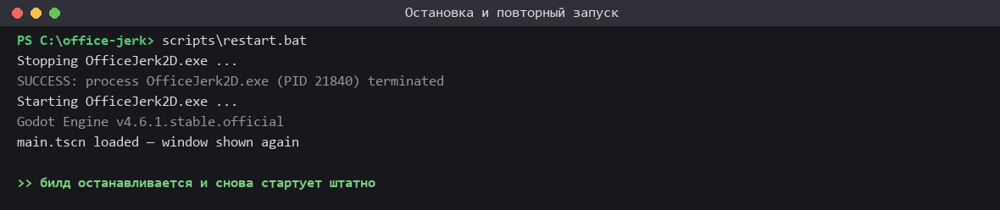 Остановка и повторный запуск
PS C:\office-jerk> scripts\restart.bat
Stopping OfficeJerk2D.exe ...
SUCCESS: process OfficeJerk2D.exe (PID 21840) terminated
Starting OfficeJerk2D.exe ...
Godot Engine v4.6.1.stable.official
main.tscn loaded — window shown again
>> билд останавливается и снова стартует штатно